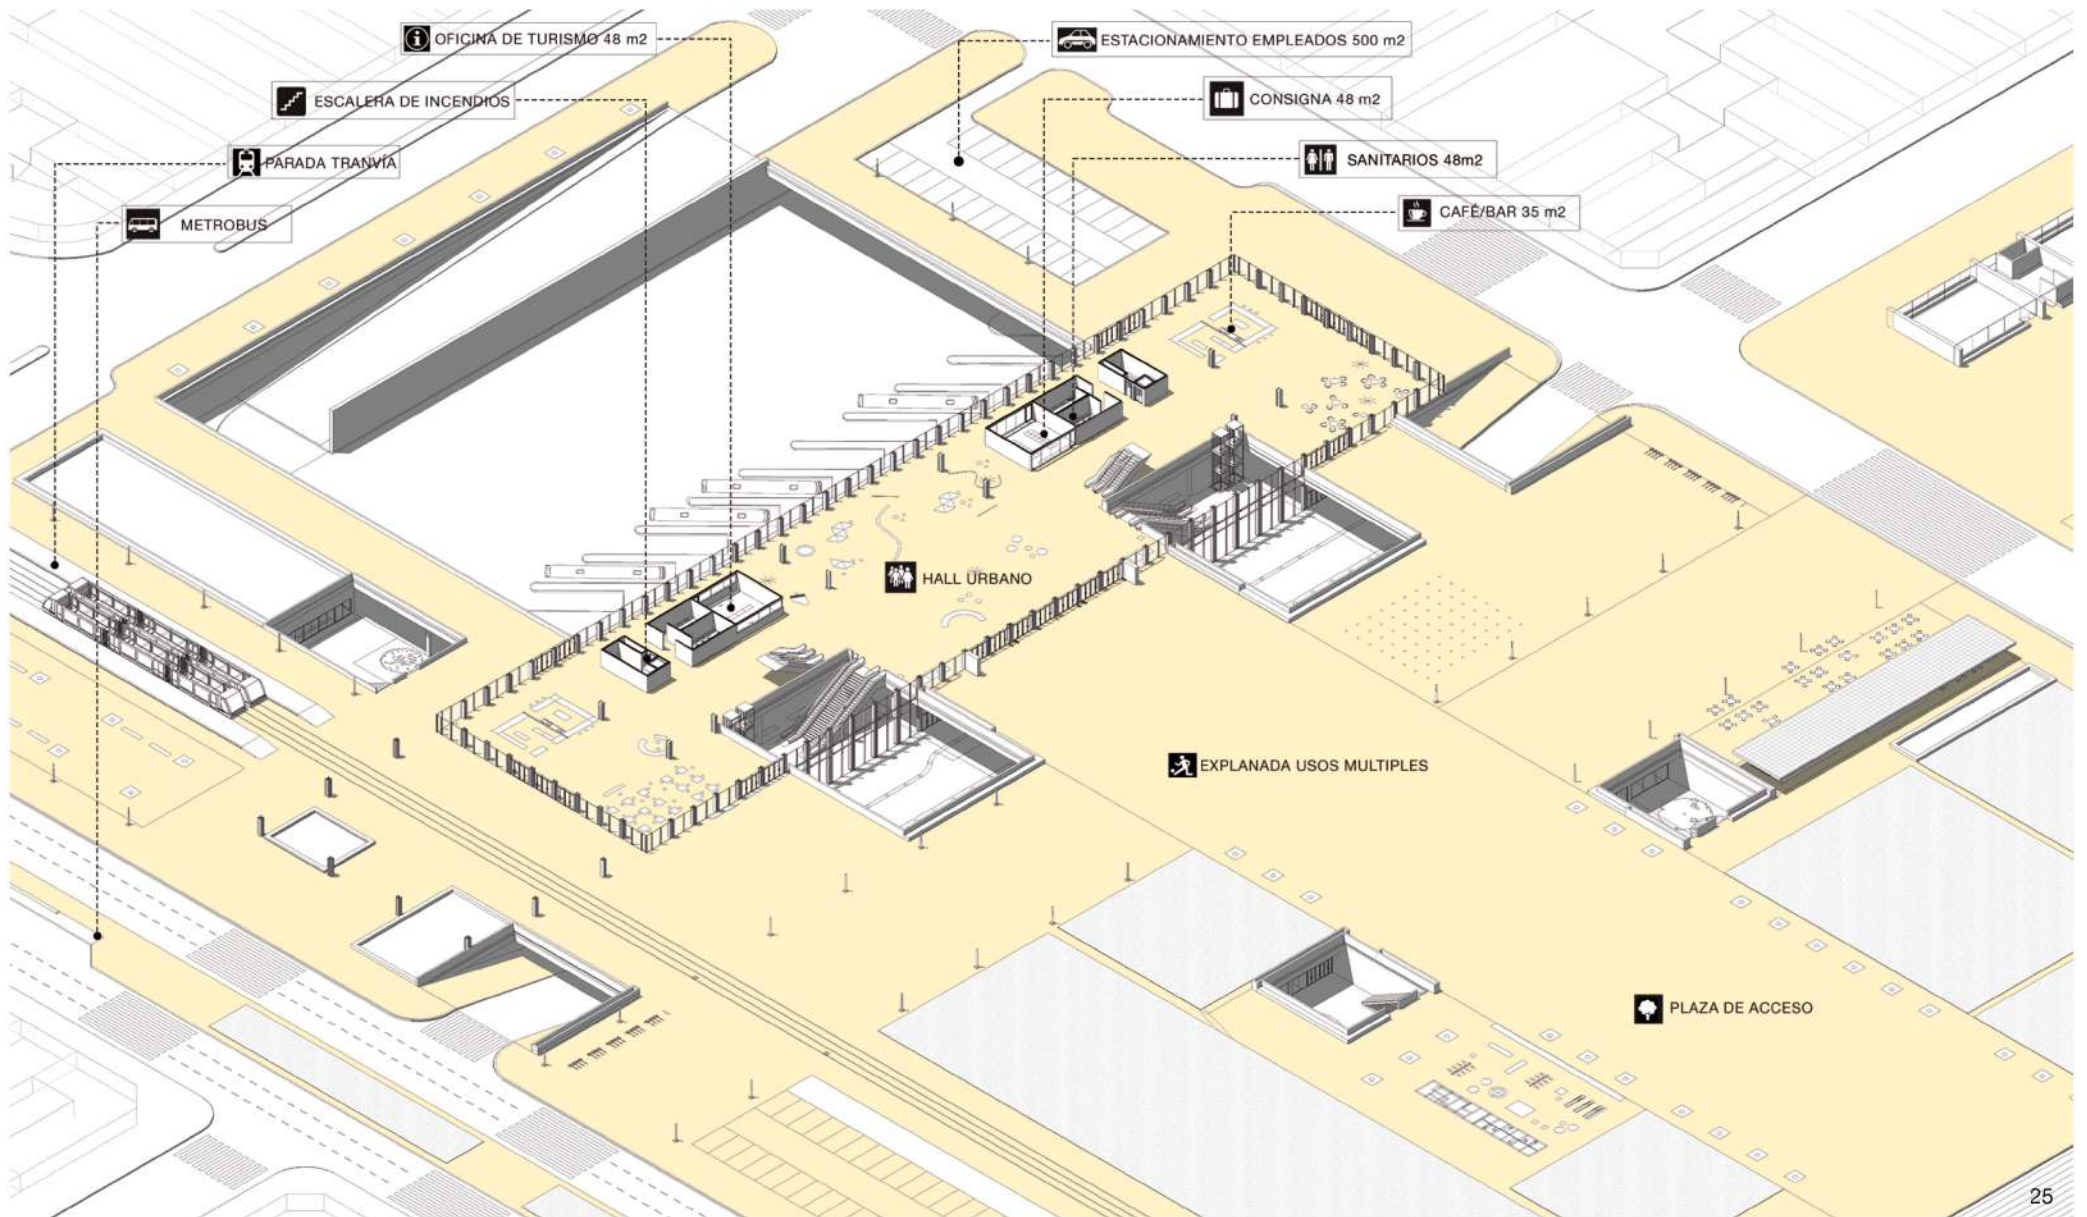 OFICINA DE TURISMO 48 m2
ESTACIONAMIENTO EMPLEADOS 500 m2
ESCALERA DE INCENDIOS
CONSIGNA 48 m2
PARADA TRANVÍA
SANITARIOS 48m2
METROBUS
CAFÉ/BAR 35 m2
HALL URBANO
EXPLANADA USOS MULTIPLES
PLAZA DE ACCESO
25